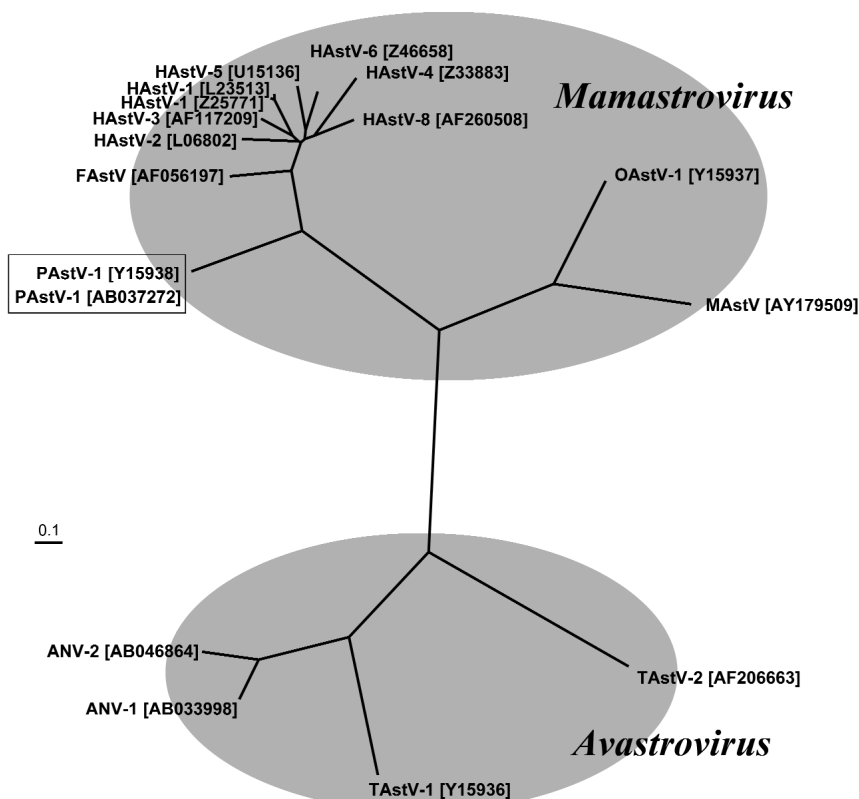 HAstV-6 [Z46658]
HAstV-5 [U15136]
HAstV-4 [Z33883]
HAstV-1 [L23513]
HAstV-1 [Z25771]
HAstV-3 [AF117209]
HAstV-8 [AF260508]
HAstV-2 [L06802]
FAstV [AF056197]
Mamastrovirus
OAstV-1 [Y15937]
PAstV-1 [Y15938]
PAstV-1 [AB037272]
MAstV [AY179509]
0.1
ANV-2 [AB046864]
TAstV-2 [AF206663]
ANV-1 [AB033998]
Avastrovirus
TAstV-1 [Y15936]